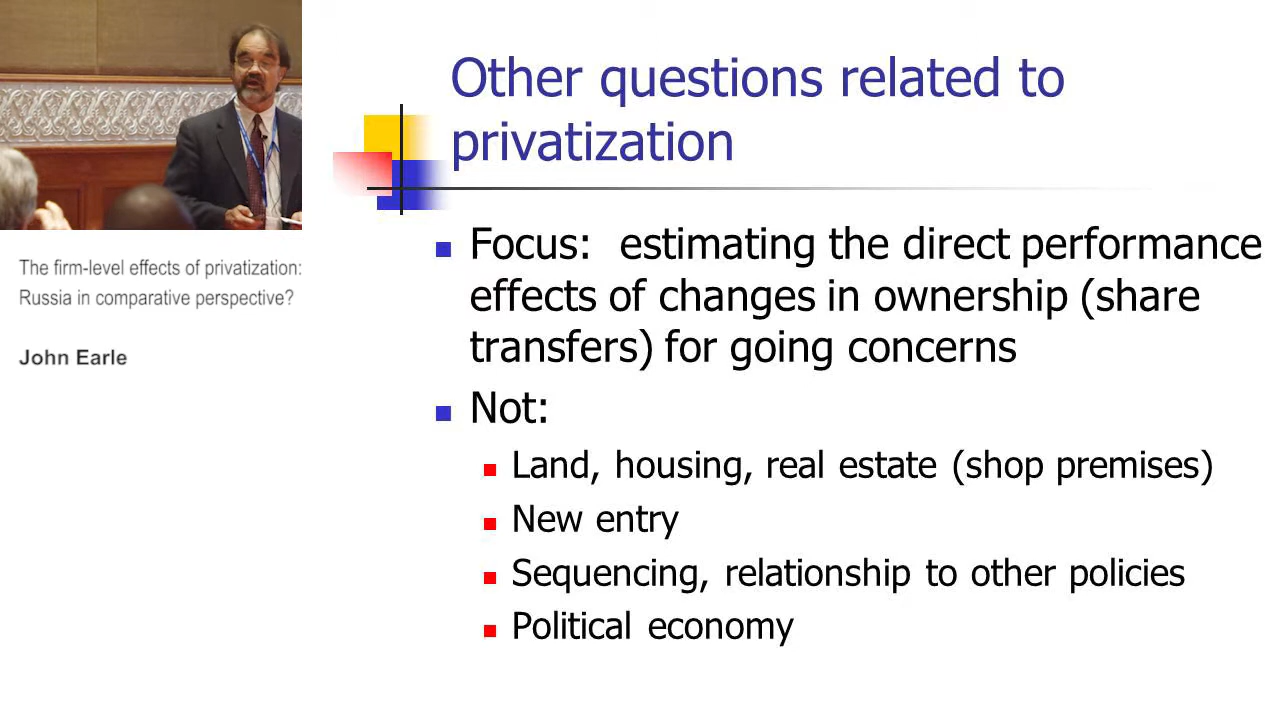 Other questions related to
privatization
The firm-level effects of privatization:
Russia in comparative perspective?
John Earle
Focus: estimating the direct performance
effects of changes in ownership (share
transfers) for going concerns
Not:
Land, housing, real estate (shop premises)
New entry
Sequencing, relationship to other policies
Political economy